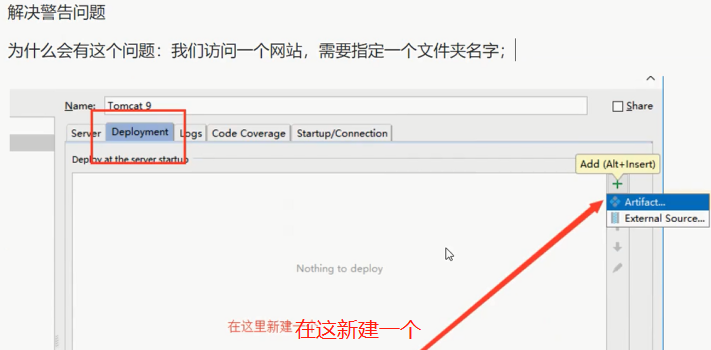 解决警告问题
为什么会有这个问题：我们访问一个网站，需要指定一个文件夹名字；
Name: Tomcat 9 Share
Server Deployment Logs Code Coverage Startup/Connection
Deploy at the server startup
Add (Alt+Insert)
Artifact...
External Source...
Nothing to deploy
在这里新建一
在这新建一个